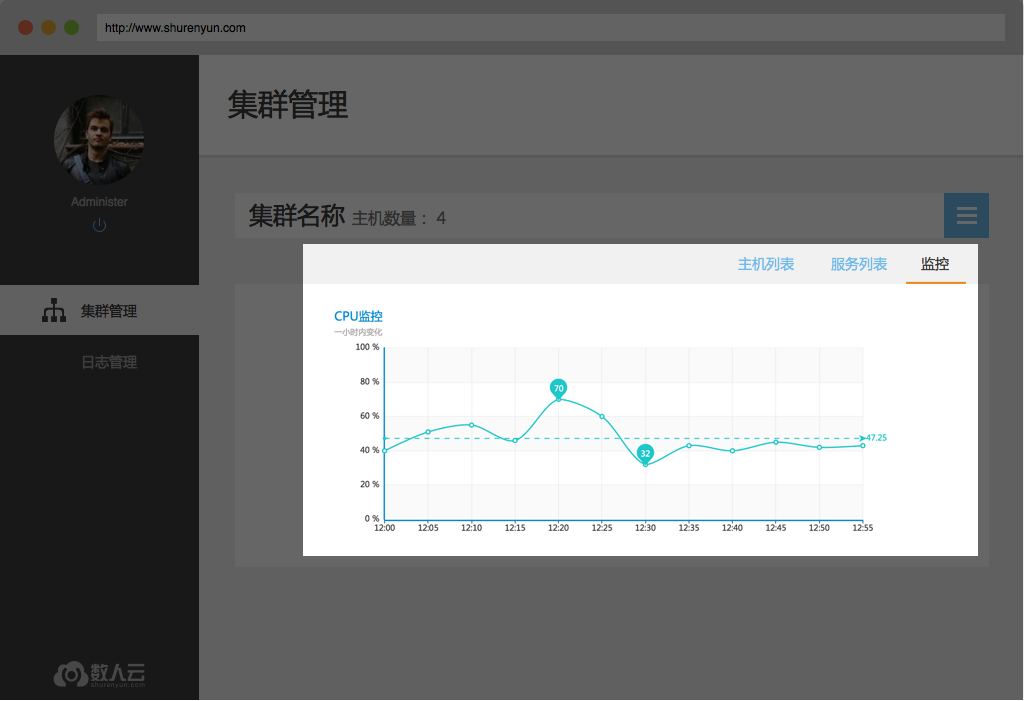 http://www.shurenyun.com
集群管理
Administer
集群名称 主机数量： 4
主机列表 服务列表 监控
集群管理
日志管理
CPU监控
一小时内变化
100 %
80 %
60 %
40 %
20 %
0 %
70
32
47.25
12:00 12:05 12:10 12:15 12:20 12:25 12:30 12:35 12:40 12:45 12:50 12:55
数人云
shurenyun.com